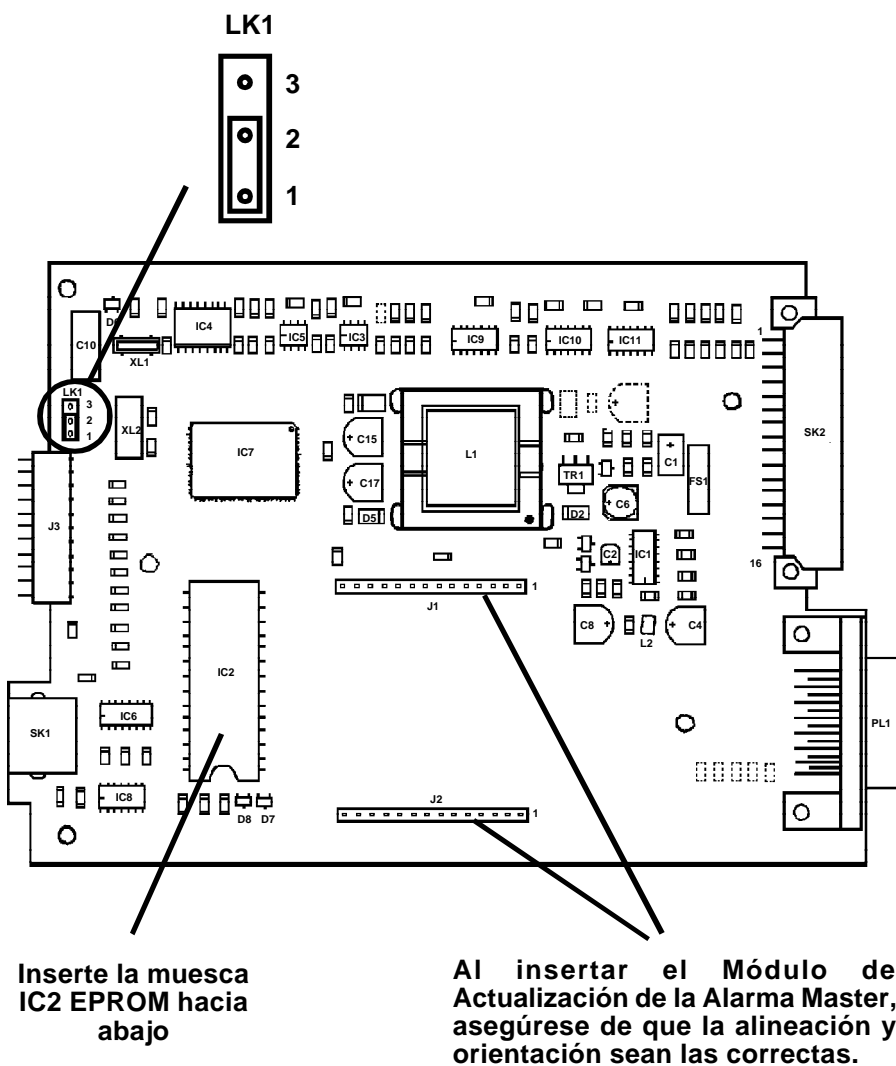 LK1
3
2
1
D6
IC4
IC5
IC3
IC9
IC10
IC11
1
C10
XL1
LK1
3
2
1
XL2
IC7
C15
C17
D5
L1
TR1
D2
C6
C1
FS1
SK2
J3
C2
IC1
16
1
J1
C8
L2
C4
IC2
SK1
IC6
PL1
IC8
D8
D7
J2
1
Inserte la muesca
IC2 EPROM hacia
abajo
Al insertar el Módulo de
Actualización de la Alarma Master,
asegúrese de que la alineación y
orientación sean las correctas.